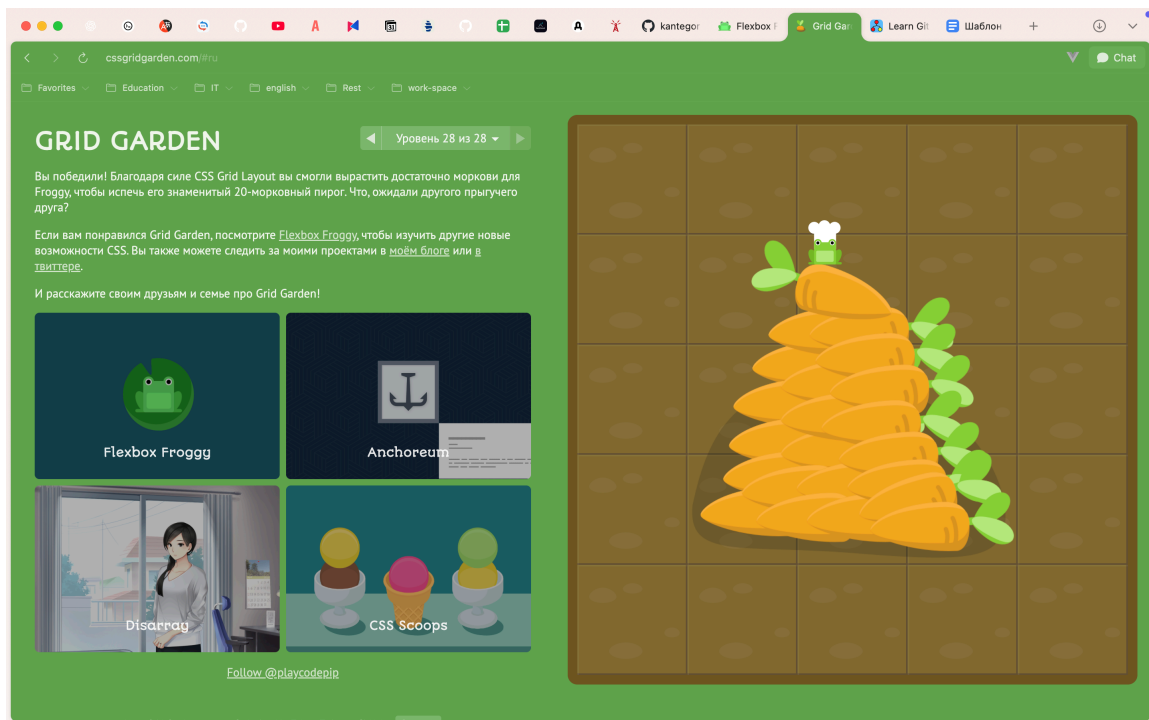 kantegor
Flexbox F
Grid Gar
Learn Git
Шаблон
cssgridgarden.com/#ru
Chat
Favorites
Education
IT
english
Rest
work-space
GRID GARDEN
Уровень 28 из 28
Вы победили! Благодаря силе CSS Grid Layout вы смогли вырастить достаточно моркови для
Froggy, чтобы испечь его знаменитый 20-морковный пирог. Что, ожидали другого прыгучего
друга?
Если вам понравился Grid Garden, посмотрите Flexbox Froggy, чтобы изучить другие новые
возможности CSS. Вы также можете следить за моими проектами в моём блоге или в
твиттере.
И расскажите своим друзьям и семье про Grid Garden!
Flexbox Froggy
Anchoreum
Disarray
CSS Scoops
Follow @playcodepip